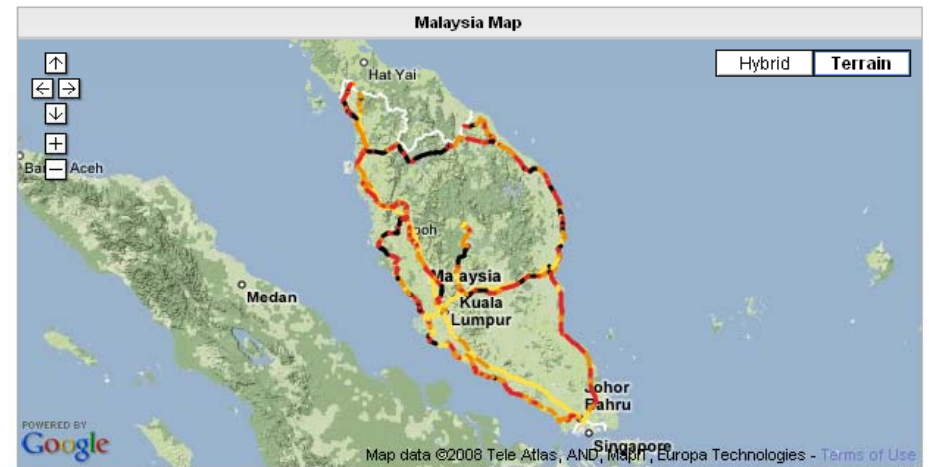 Malaysia Map
Hybrid
Terrain
Hat Yai
Aceh
Medan
Malaysia
Kuala
Lumpur
Johor
Bahru
Singapore
POWERED BY
Google
Map data ©2008 Tele Atlas, AND, Europa Technologies - Terms of Use